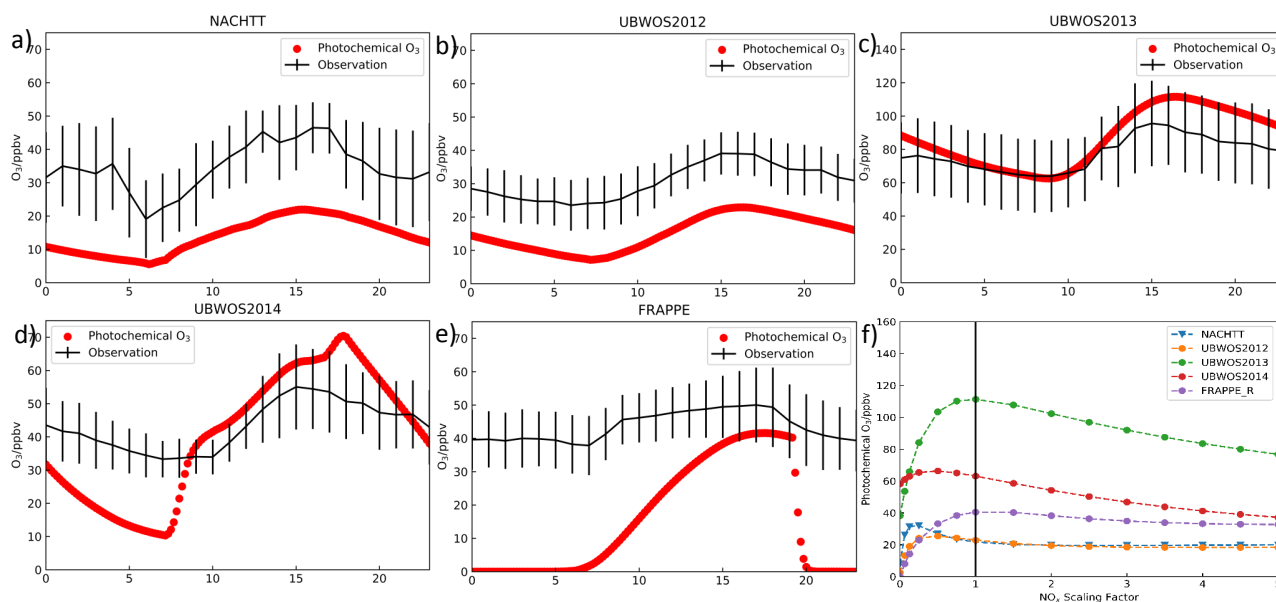 NACHTT
a)
Photochemical O3
Observation
O3/ppbv
70
60
50
40
30
20
10
0
0 5 10 15 20
UBWOS2012
b)
Photochemical O3
Observation
70
60
50
40
30
20
10
0
0 5 10 15 20
UBWOS2013
c)
Photochemical O3
Observation
O3/ppbv
140
120
100
80
60
40
20
0
0 5 10 15 20
UBWOS2014
d)
Photochemical O3
Observation
O3/ppbv
70
60
50
40
30
20
10
0
0 5 10 15 20
FRAPPE
e)
Photochemical O3
Observation
70
60
50
40
30
20
10
0
0 5 10 15 20
f)
NACHTT
UBWOS2012
UBWOS2013
UBWOS2014
FRAPPE_R
Photochemical O3/ppbv
160
140
120
100
80
60
40
20
0
0 1 2 3 4 5
NOx Scaling Factor